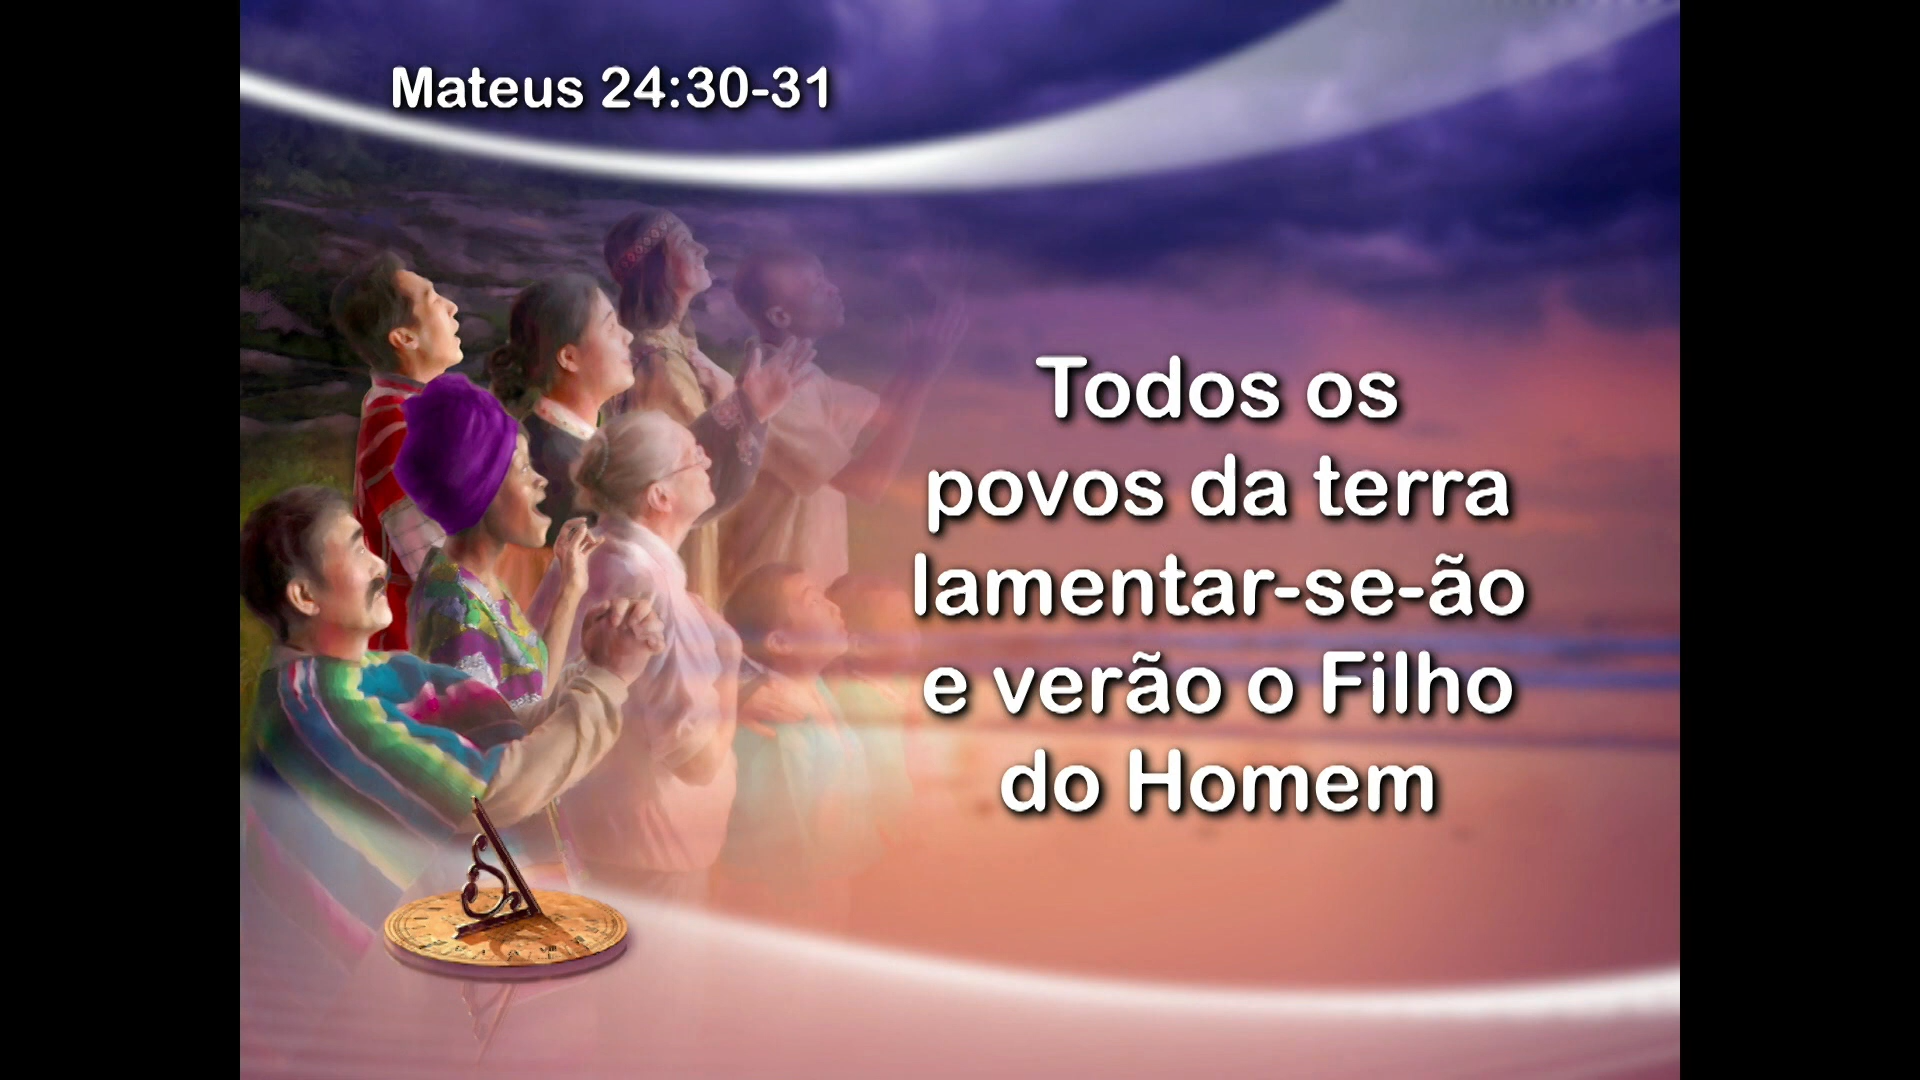 Mateus 24:30-31
Todos os
povos da terra
lamentar-se-ão
e verão o Filho
do Homem